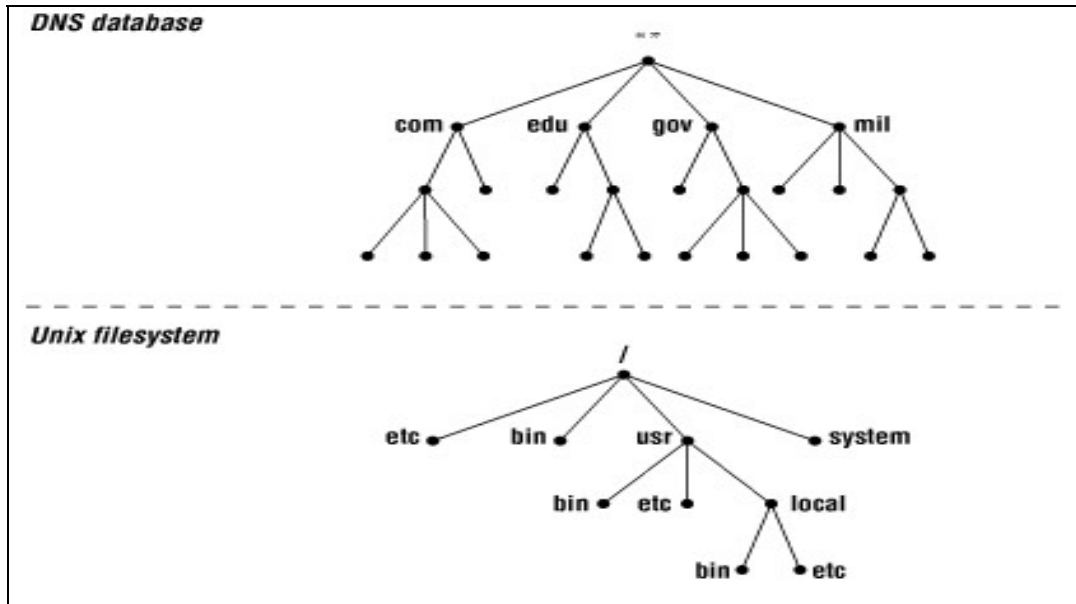 DNS database
“ ”
com edu gov mil
Unix filesystem
/
etc bin usr system
bin etc local
bin etc